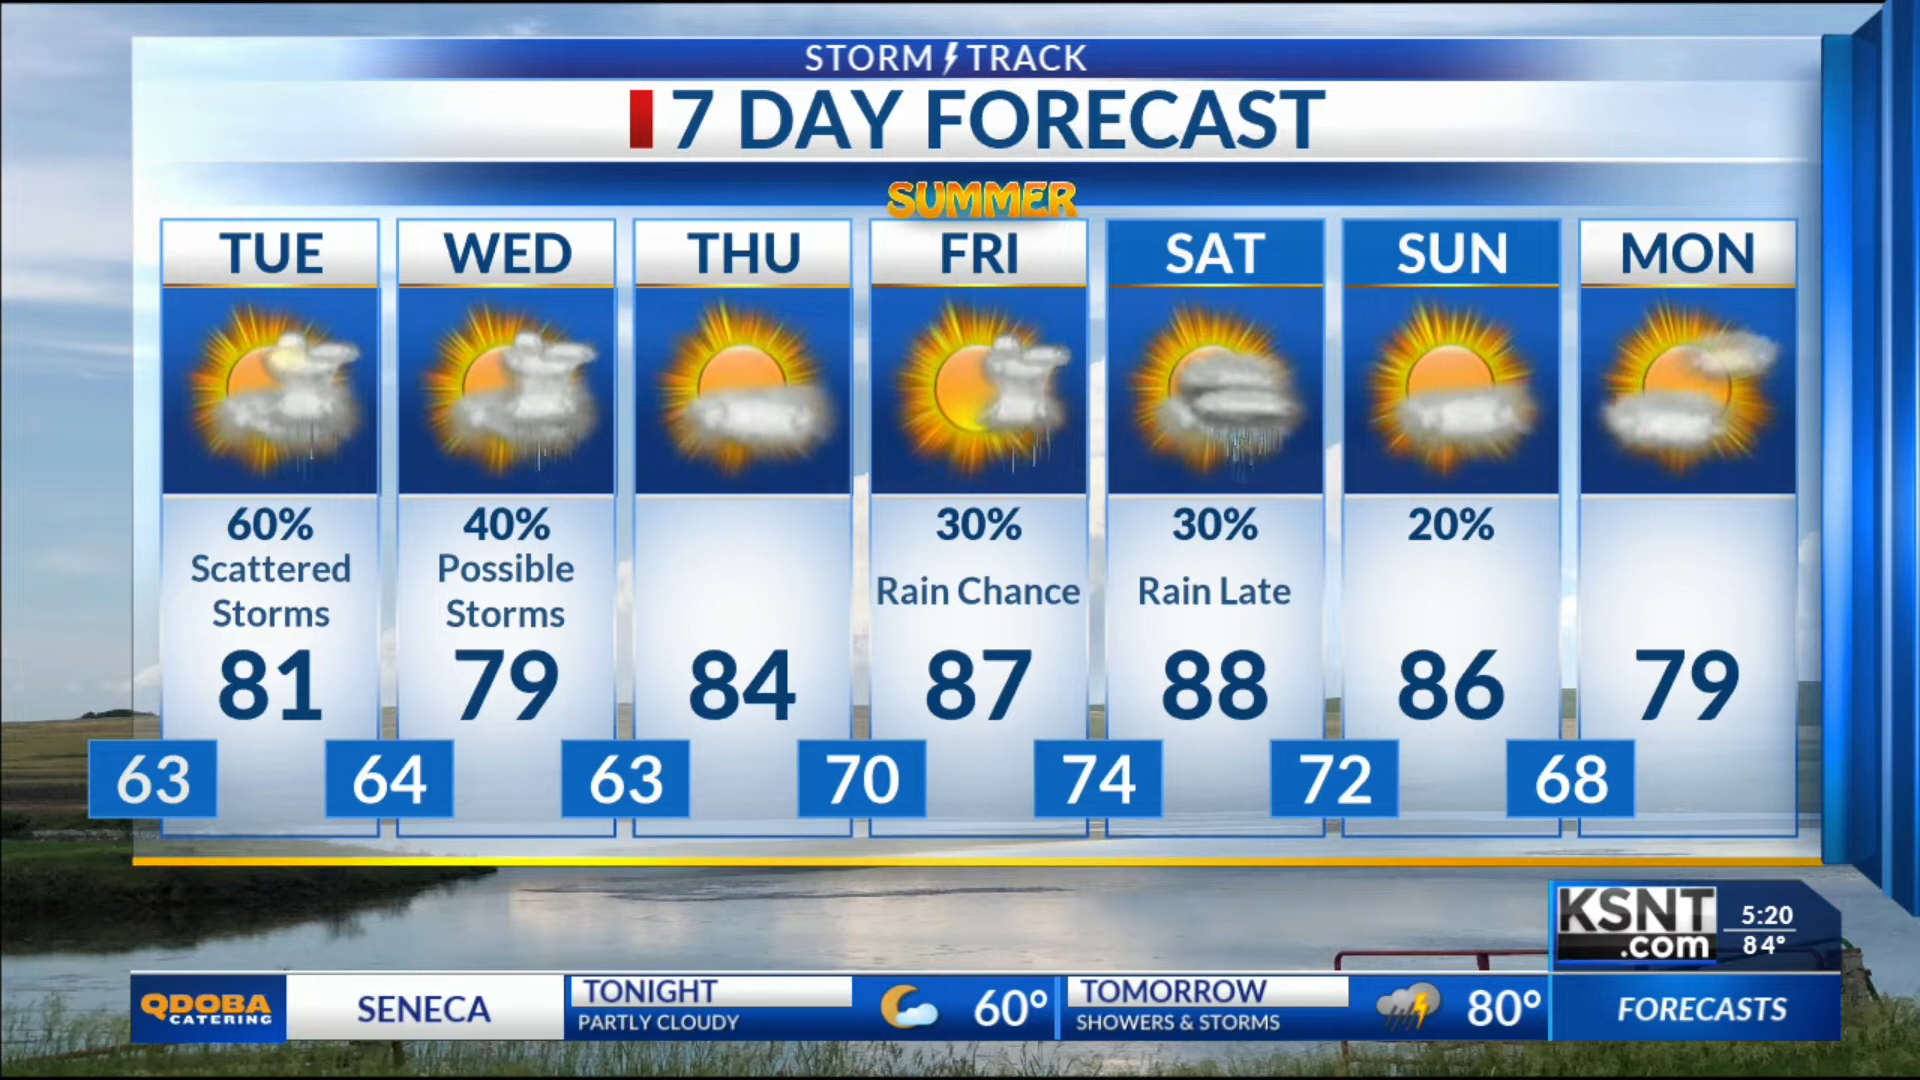 STORM TRACK
7 DAY FORECAST
SUMMER
TUE WED THU FRI SAT SUN MON
60% 40% 30% 30% 20%
Scattered Storms
Possible Storms
Rain Chance
Rain Late
81 79 84 87 88 86 79
63 64 63 70 74 72 68
KSNT
.com
5:20
84°
QDOBA
CATERING
SENECA
TONIGHT
PARTLY CLOUDY
60°
TOMORROW
SHOWERS & STORMS
80°
FORECASTS